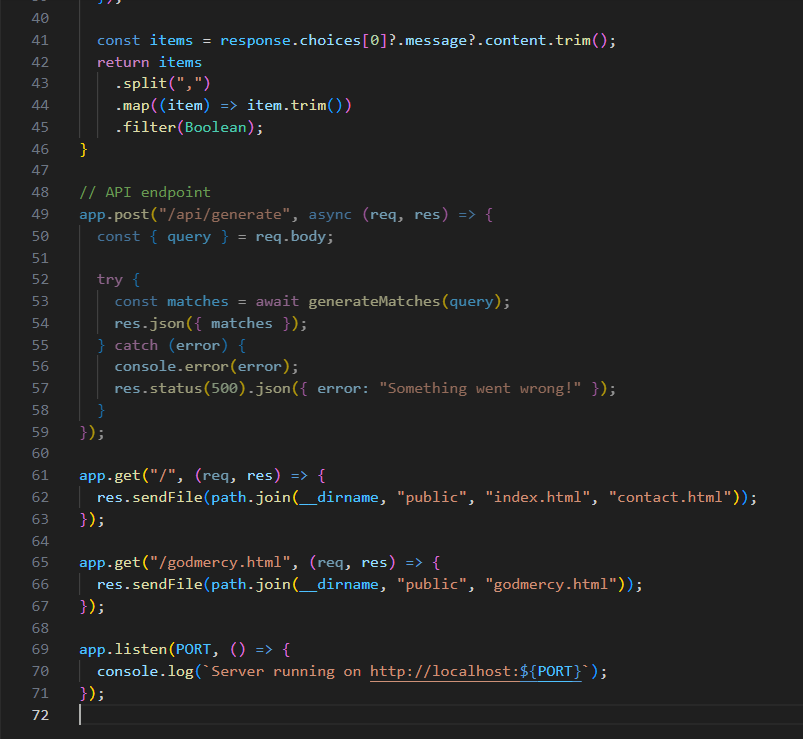 });
40
41 const items = response.choices[0]?.message?.content.trim();
42 return items
43 .split(",")
44 .map((item) => item.trim())
45 .filter(Boolean);
46 }
47
48 // API endpoint
49 app.post("/api/generate", async (req, res) => {
50 const { query } = req.body;
51
52 try {
53 const matches = await generateMatches(query);
54 res.json({ matches });
55 } catch (error) {
56 console.error(error);
57 res.status(500).json({ error: "Something went wrong!" });
58 }
59 });
60
61 app.get("/", (req, res) => {
62 res.sendFile(path.join(__dirname, "public", "index.html", "contact.html"));
63 });
64
65 app.get("/godmercy.html", (req, res) => {
66 res.sendFile(path.join(__dirname, "public", "godmercy.html"));
67 });
68
69 app.listen(PORT, () => {
70 console.log(`Server running on http://localhost:${PORT}`);
71 });
72